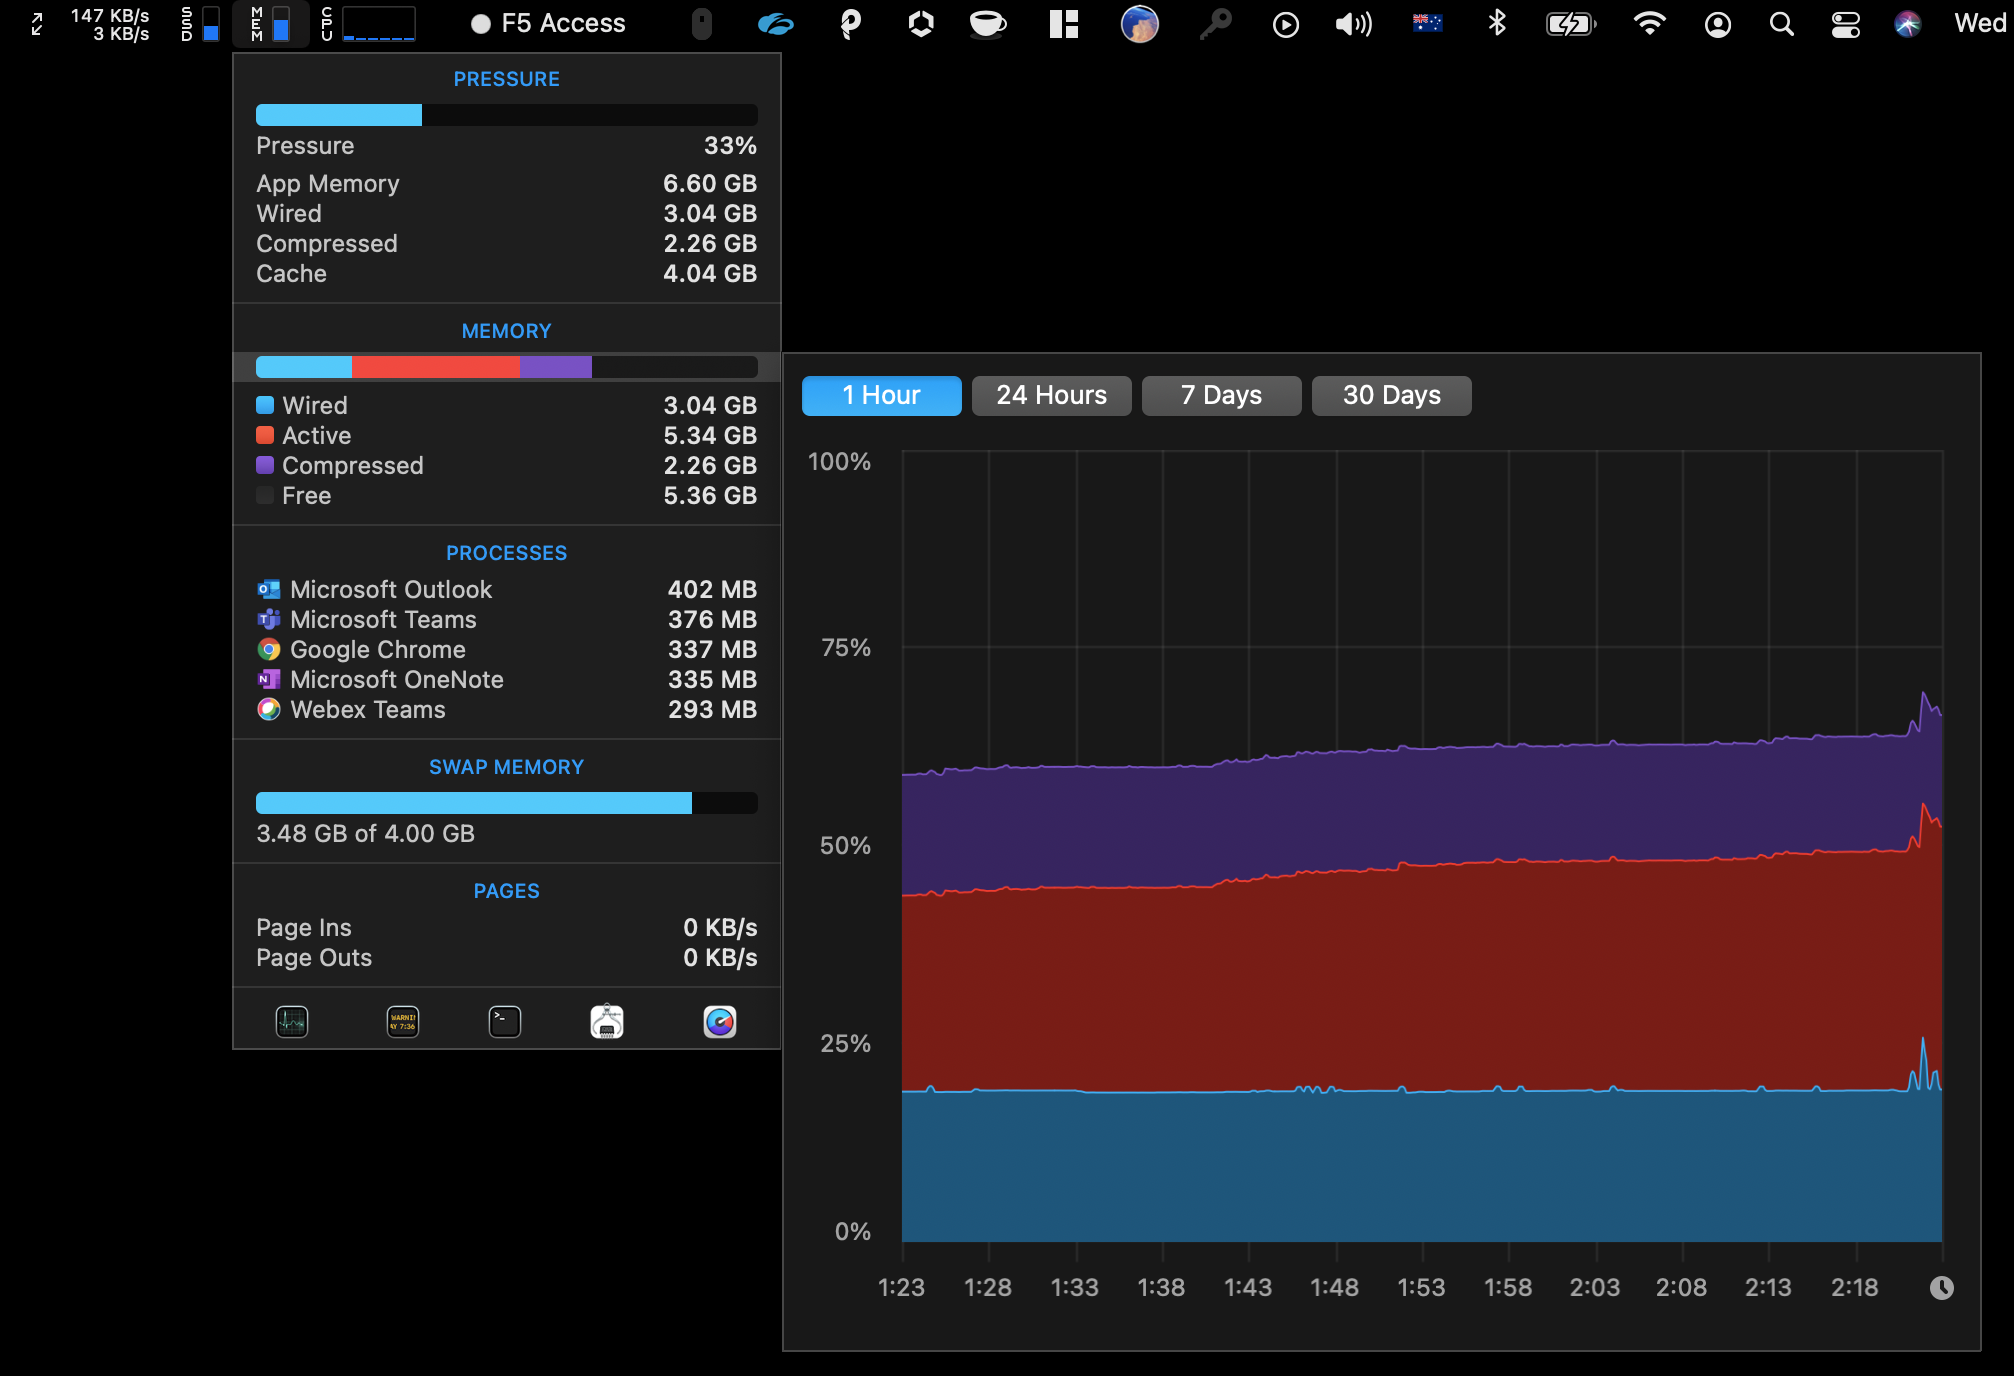 147 KB/s
3 KB/s
SSD
MEM
CPU
F5 Access
Wed
PRESSURE
Pressure 33%
App Memory 6.60 GB
Wired 3.04 GB
Compressed 2.26 GB
Cache 4.04 GB
MEMORY
Wired 3.04 GB
Active 5.34 GB
Compressed 2.26 GB
Free 5.36 GB
PROCESSES
Microsoft Outlook 402 MB
Microsoft Teams 376 MB
Google Chrome 337 MB
Microsoft OneNote 335 MB
Webex Teams 293 MB
SWAP MEMORY
3.48 GB of 4.00 GB
PAGES
Page Ins 0 KB/s
Page Outs 0 KB/s
WARNI
AY 7:36
1 Hour 24 Hours 7 Days 30 Days
100%
75%
50%
25%
0%
1:23 1:28 1:33 1:38 1:43 1:48 1:53 1:58 2:03 2:08 2:13 2:18